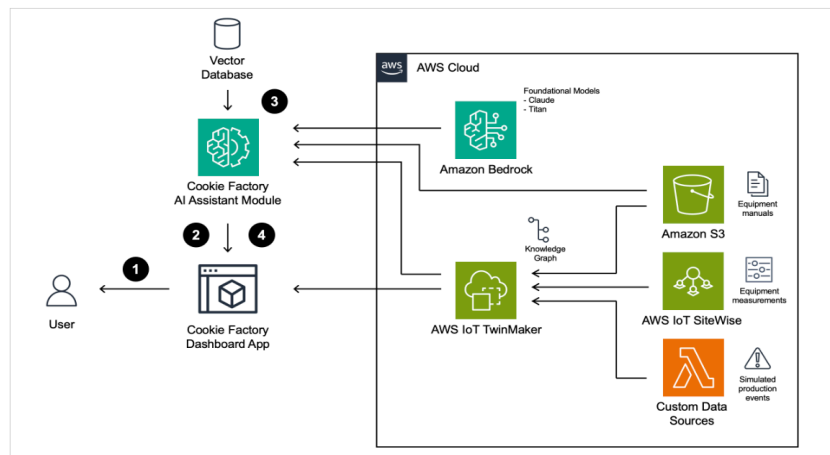 Vector
Database
3
Cookie Factory
AI Assistant Module
2
4
1
User
Cookie Factory
Dashboard App
aws
AWS Cloud
Foundational Models
- Claude
- Titan
Amazon Bedrock
Equipment
manuals
Amazon S3
Knowledge
Graph
AWS IoT TwinMaker
Equipment
measurements
AWS IoT SiteWise
Simulated
production
events
Custom Data
Sources